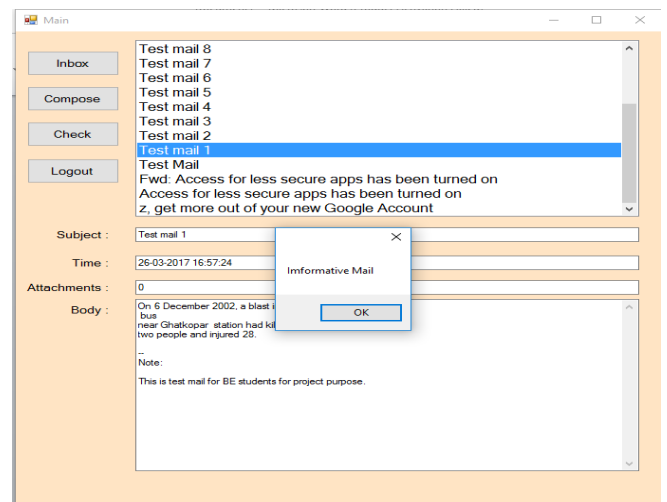 Main
Inbox
Compose
Check
Logout
Test mail 8
Test mail 7
Test mail 6
Test mail 5
Test mail 4
Test mail 3
Test mail 2
Test mail 1
Test Mail
Fwd: Access for less secure apps has been turned on
Access for less secure apps has been turned on
z, get more out of your new Google Account
Subject :
Test mail 1
Time :
26-03-2017 16:57:24
Attachments :
0
Body :
On 6 December 2002, a blast i
bus
near Ghatkopar station had kil
two people and injured 28.
--
Note:
This is test mail for BE students for project purpose.
Imformative Mail
OK